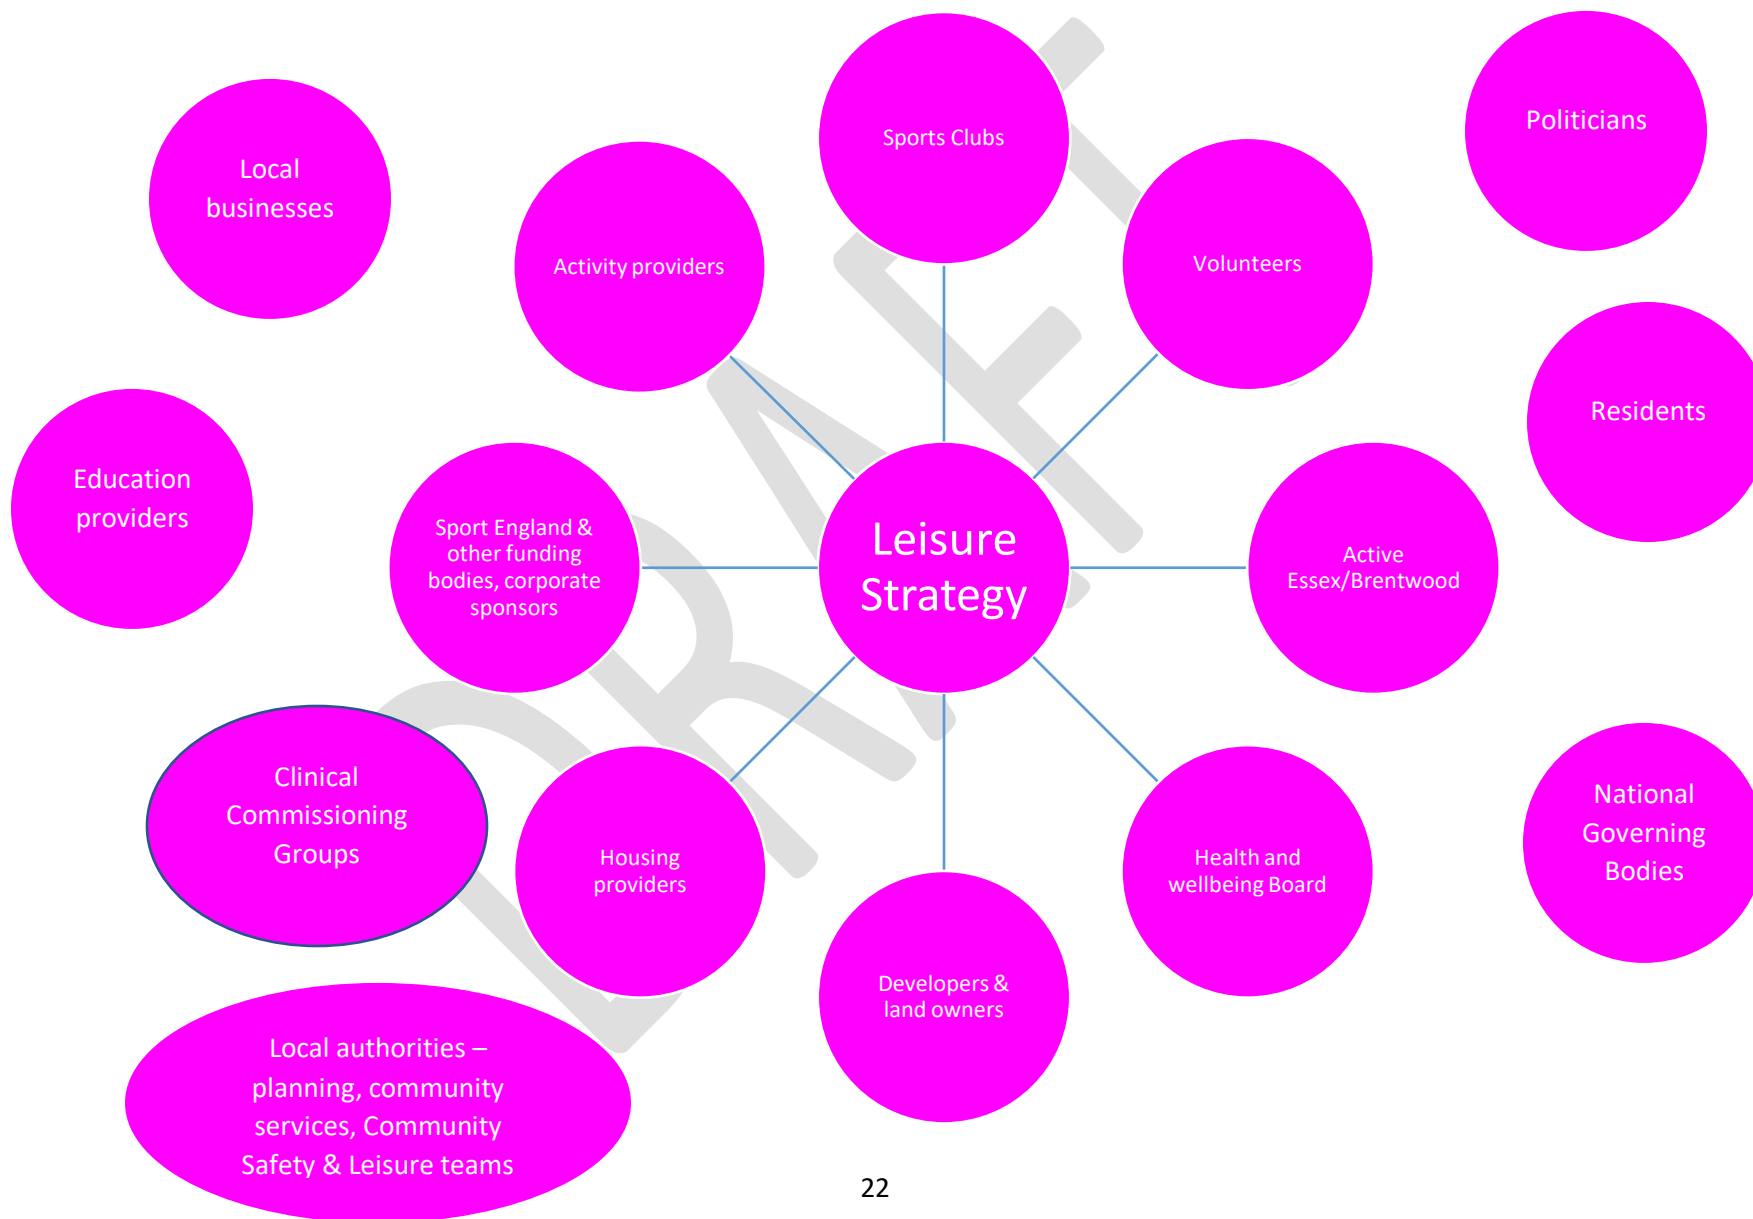 Sports Clubs
Politicians
Local
businesses
Activity providers
Volunteers
Residents
Education
providers
Sport England &
other funding
bodies, corporate
sponsors
Leisure
Strategy
Active
Essex/Brentwood
Clinical
Commissioning
Groups
Housing
providers
Health and
wellbeing Board
National
Governing
Bodies
Developers &
land owners
Local authorities –
planning, community
services, Community
Safety & Leisure teams
DRAFT
22